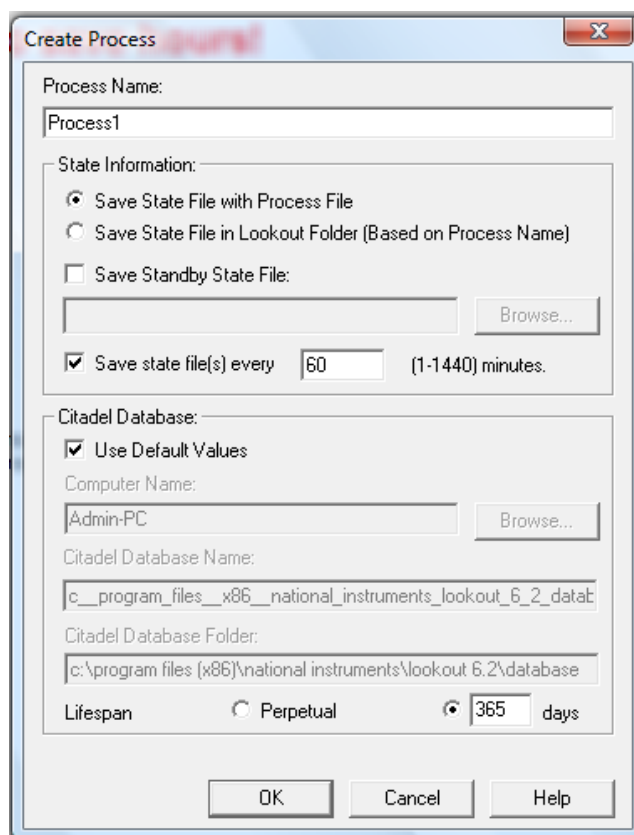 Create Process
Process Name:
Process1
State Information:
Save State File with Process File
Save State File in Lookout Folder (Based on Process Name)
Save Standby State File:
Browse...
Save state file(s) every 60 (1-1440) minutes.
Citadel Database:
Use Default Values
Computer Name:
Admin-PC Browse...
Citadel Database Name:
c__program_files__x86__national_instruments_lookout_6_2_datab
Citadel Database Folder:
c:\program files (x86)\national instruments\lookout 6.2\database
Lifespan Perpetual 365 days
OK Cancel Help